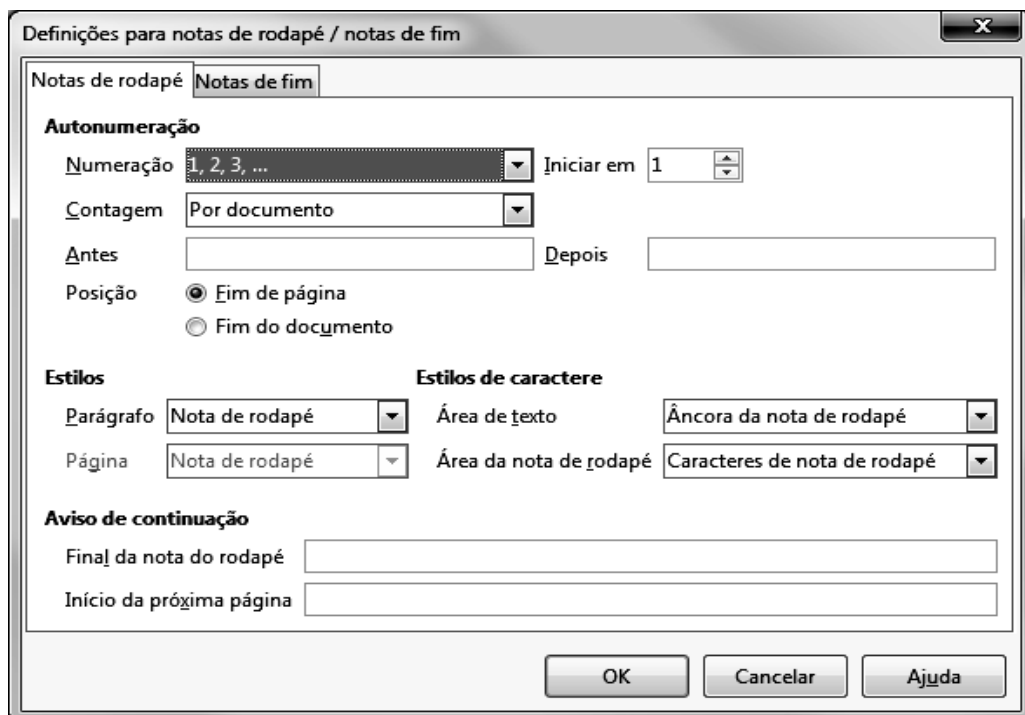 Definições para notas de rodapé / notas de fim
Notas de rodapé Notas de fim
Autonumeração
Numeração 1, 2, 3, ... Iniciar em 1
Contagem Por documento
Antes Depois
Posição Fim de página
Fim do documento
Estilos Estilos de caractere
Parágrafo Nota de rodapé Área de texto Âncora da nota de rodapé
Página Nota de rodapé Área da nota de rodapé Caracteres de nota de rodapé
Aviso de continuação
Final da nota do rodapé
Início da próxima página
OK Cancelar Ajuda